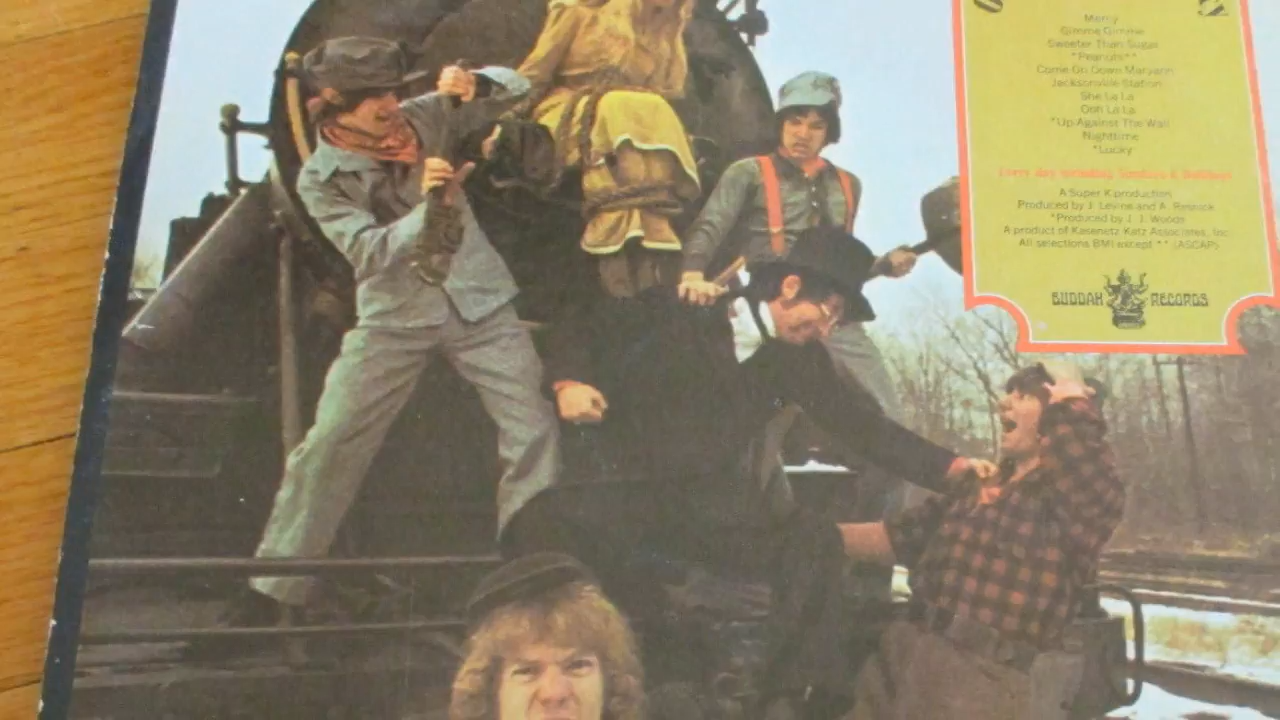 Mercy
Gimme Gimme
Sweeter Than Sugar
*Peanuts**
Come On Down Maryann
Jacksonville Station
She La La
Ooh La La
*Up Against The Wall
Nighttime
*Lucky
A Super K production
Produced by J. Levine and A. Resnick
*Produced by J. J. Woods
A product of Kasenetz Katz Associates, Inc.
All selections BMI except ** (ASCAP)
BUDDAH RECORDS